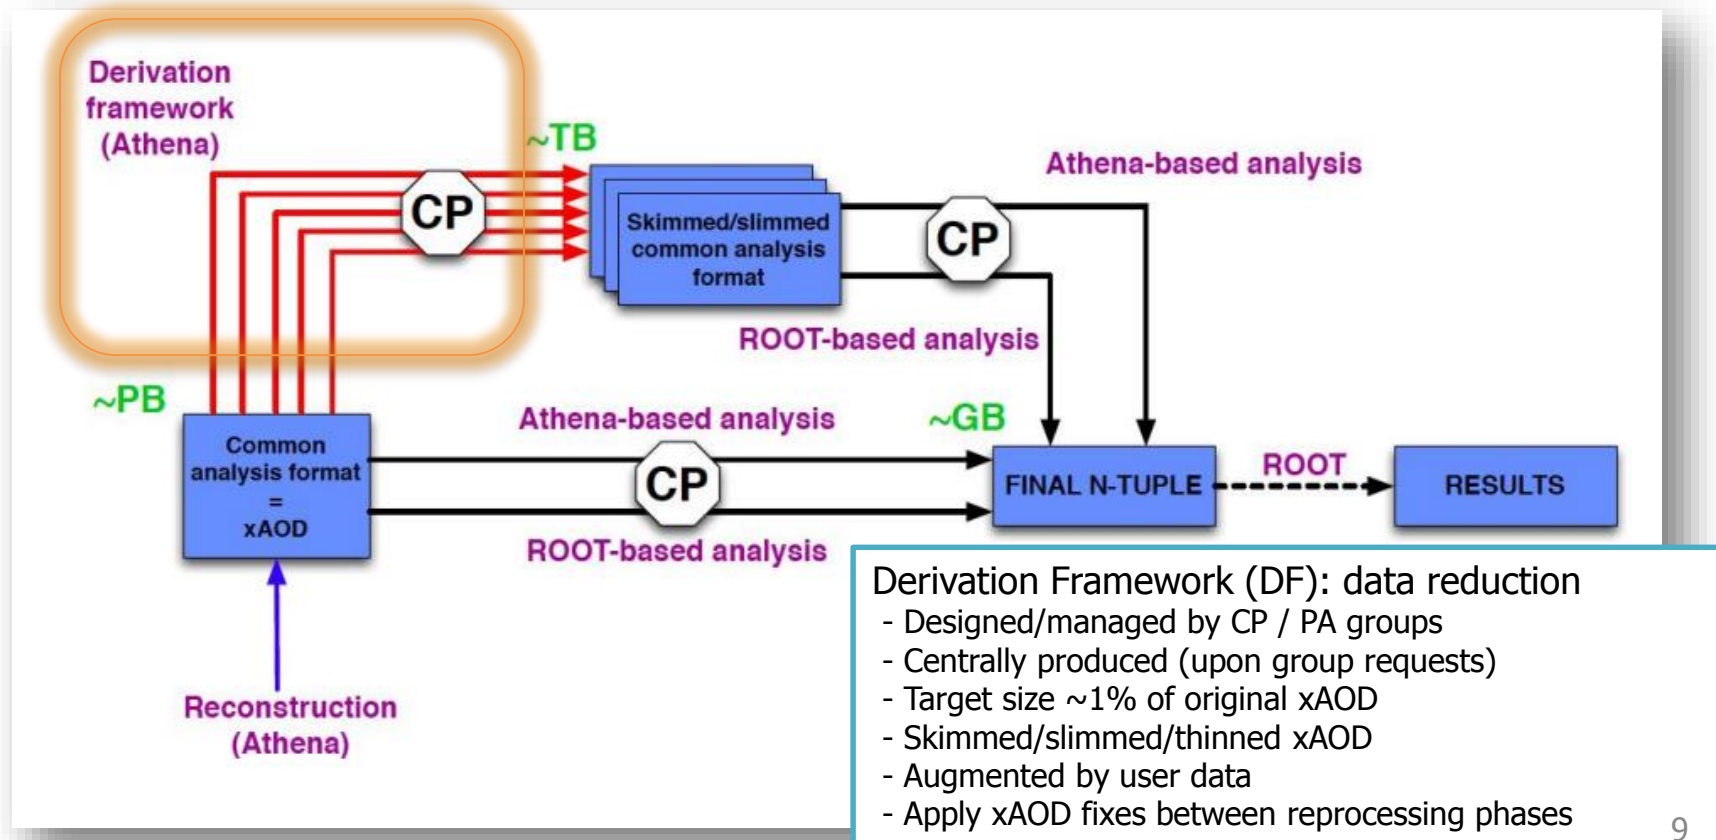 Derivation
framework
(Athena)
~TB
CP
Skimmed/slimmed
common analysis
format
CP
Athena-based analysis
ROOT-based analysis
~PB
Common
analysis format
=
xAOD
Athena-based analysis
CP
ROOT-based analysis
~GB
FINAL N-TUPLE
ROOT
RESULTS
Reconstruction
(Athena)
Derivation Framework (DF): data reduction
- Designed/managed by CP / PA groups
- Centrally produced (upon group requests)
- Target size ~1% of original xAOD
- Skimmed/slimmed/thinned xAOD
- Augmented by user data
- Apply xAOD fixes between reprocessing phases
9